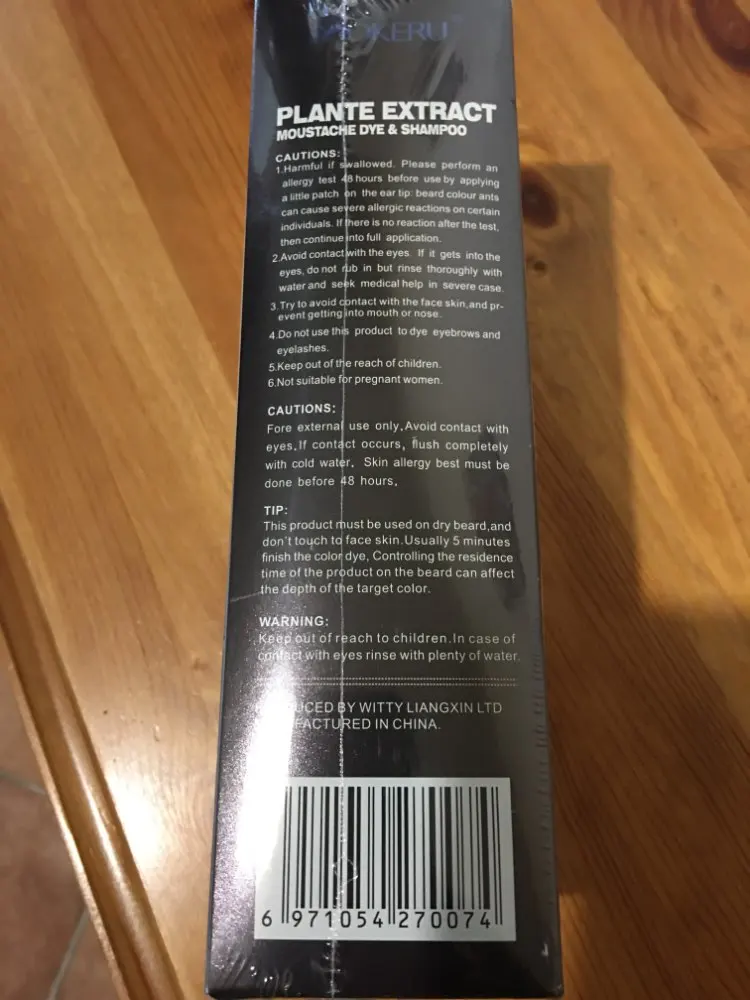 OKERU
PLANTE EXTRACT
MOUSTACHE DYE & SHAMPOO
CAUTIONS:
1.Harmful if swallowed. Please perform an
allergy test 48 hours before use by applying
a little patch on the ear tip: beard colour ants
can cause severe allergic reactions on certain
individuals. If there is no reaction after the test,
then continue into full application.
2.Avoid contact with the eyes. If it gets into the
eyes, do not rub in but rinse thoroughly with
water and seek medical help in severe case.
3.Try to avoid contact with the face skin,and pr-
event getting into mouth or nose.
4.Do not use this product to dye eyebrows and
eyelashes.
5.Keep out of the reach of children.
6.Not suitable for pregnant women.
CAUTIONS:
Fore external use only,Avoid contact with
eyes,If contact occurs, flush completely
with cold water, Skin allergy best must be
done before 48 hours,
TIP:
This product must be used on dry beard,and
don't touch to face skin.Usually 5 minutes
finish the color dye, Controlling the residence
time of the product on the beard can affect
the depth of the target color.
WARNING:
Keep out of reach to children.In case of
contact with eyes rinse with plenty of water.
BY WITTY LIANGXIN LTD
IN CHINA.
6 971054 270074